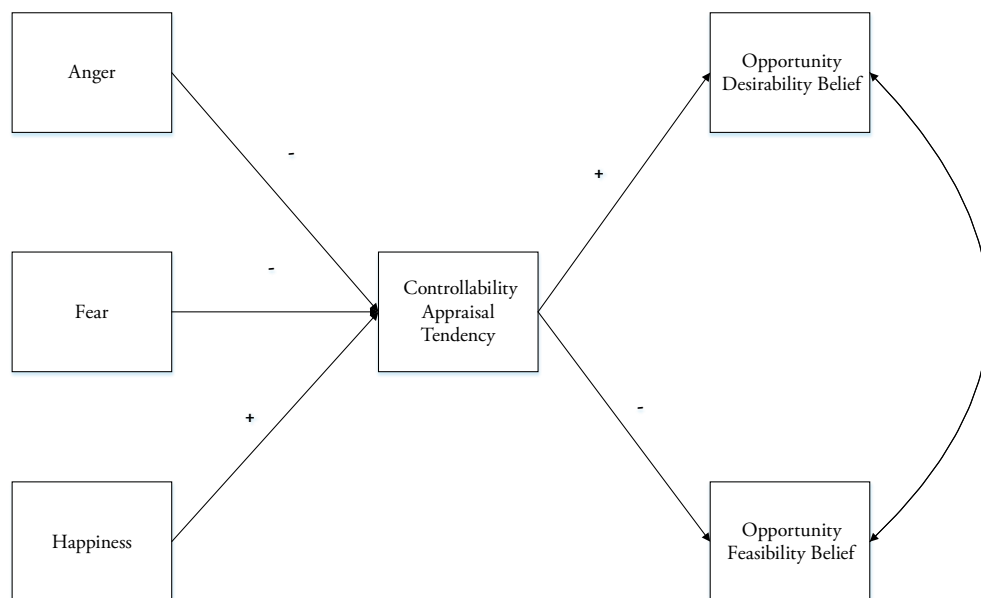 Anger
Opportunity
Desirability Belief
-
+
-
Fear
Controllability
Appraisal
Tendency
+
-
Happiness
Opportunity
Feasibility Belief